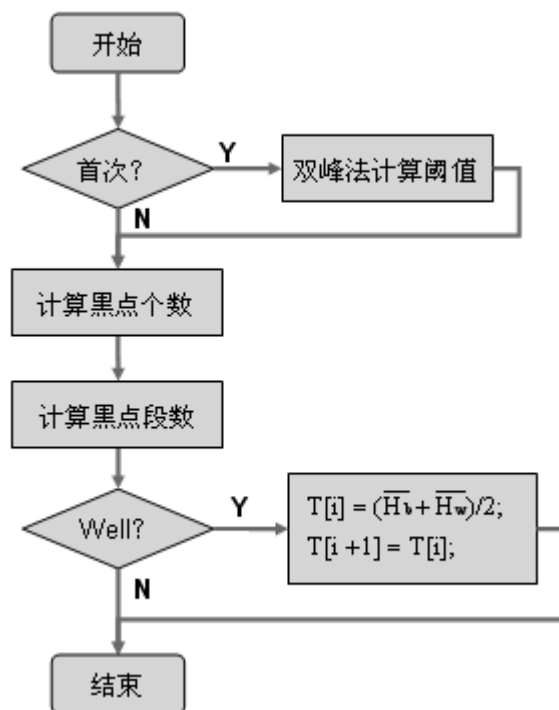 开始
首次?
Y
双峰法计算阈值
N
计算黑点个数
计算黑点段数
Well?
Y
T[i] = (H̅b + H̅w)/2;
T[i +1] = T[i];
N
结束